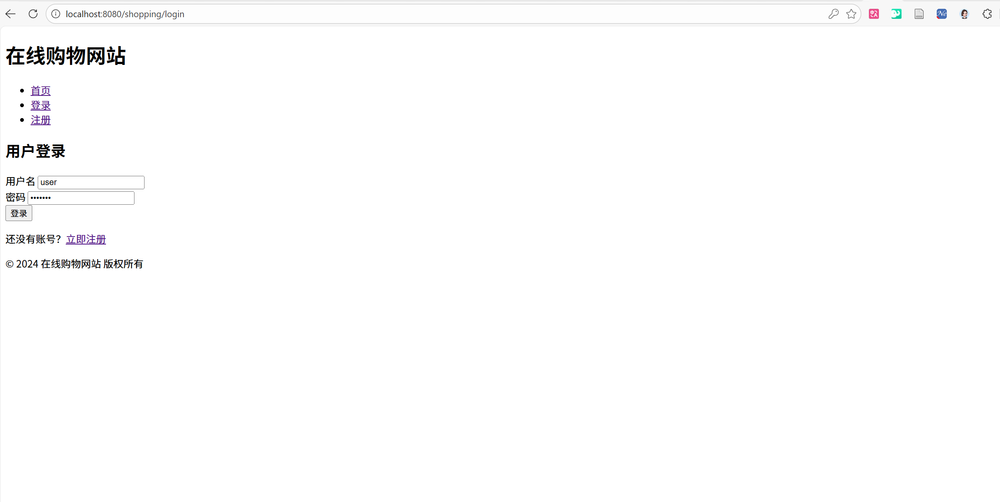 localhost:8080/shopping/login
在线购物网站
首页
登录
注册
用户登录
用户名 user
密码 •••••••
登录
还没有账号？立即注册
© 2024 在线购物网站 版权所有